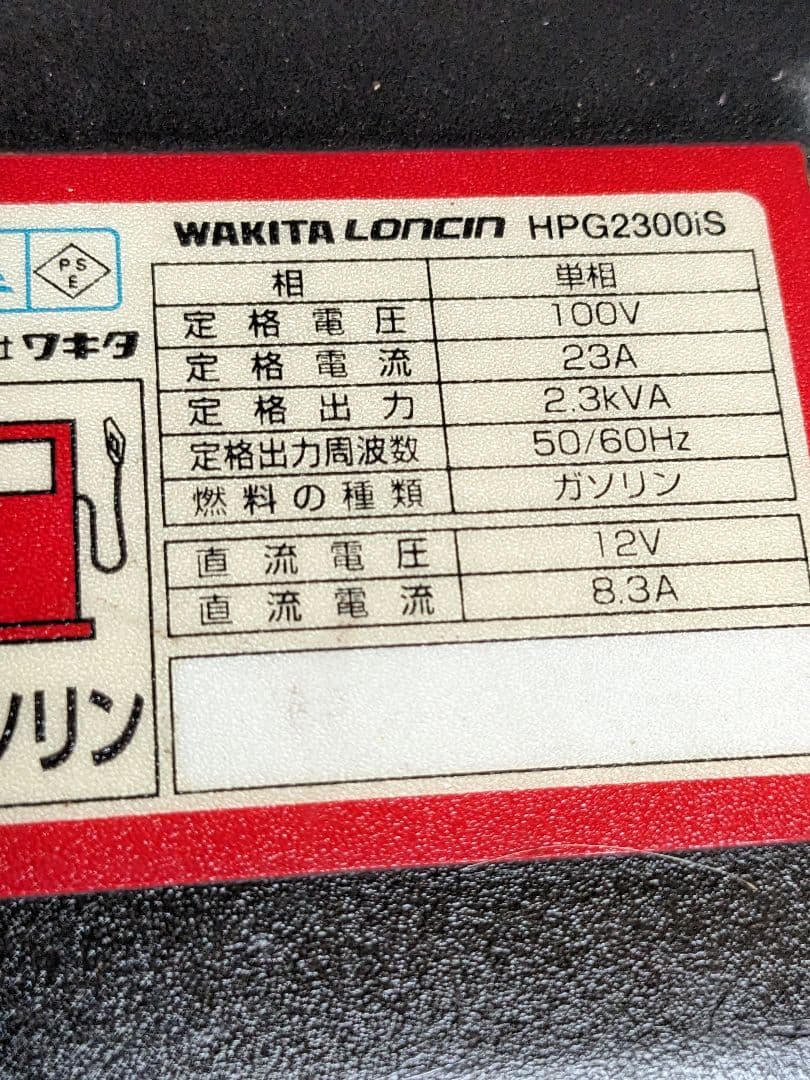 WAKITA LONCIN HPG2300iS
PSE
ワキタ
相 単相
定格電圧 100V
定格電流 23A
定格出力 2.3kVA
定格出力周波数 50/60Hz
燃料の種類 ガソリン
直流電圧 12V
直流電流 8.3A
ソリン